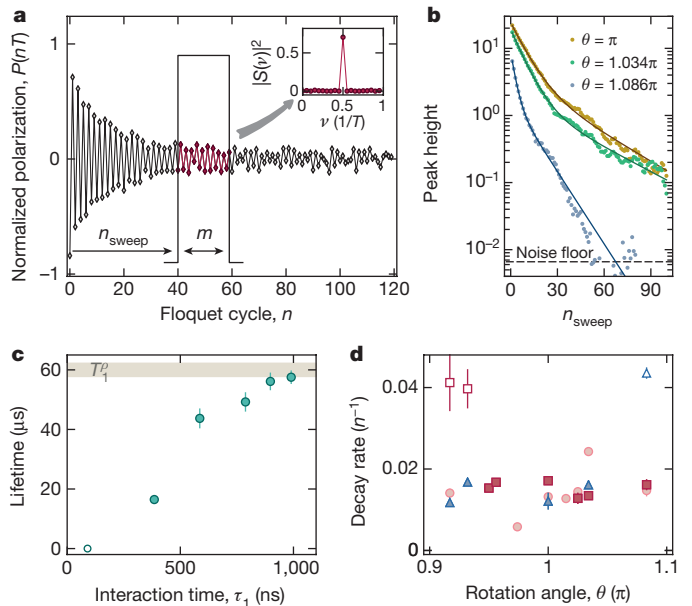 a
Normalized polarization, P(nT)
1
0
−1
n_sweep
m
0 20 40 60 80 100 120
Floquet cycle, n
|S(ν)|²
0.5
0
0 0.5 1
ν (1/T)
b
Peak height
10¹
10⁰
10⁻¹
10⁻²
θ = π
θ = 1.034π
θ = 1.086π
Noise floor
0 30 60 90
n_sweep
c
Lifetime (μs)
60
40
20
0
T₁^ρ
0 500 1,000
Interaction time, τ₁ (ns)
d
Decay rate (n⁻¹)
0.04
0.02
0
0.9 1 1.1
Rotation angle, θ (π)